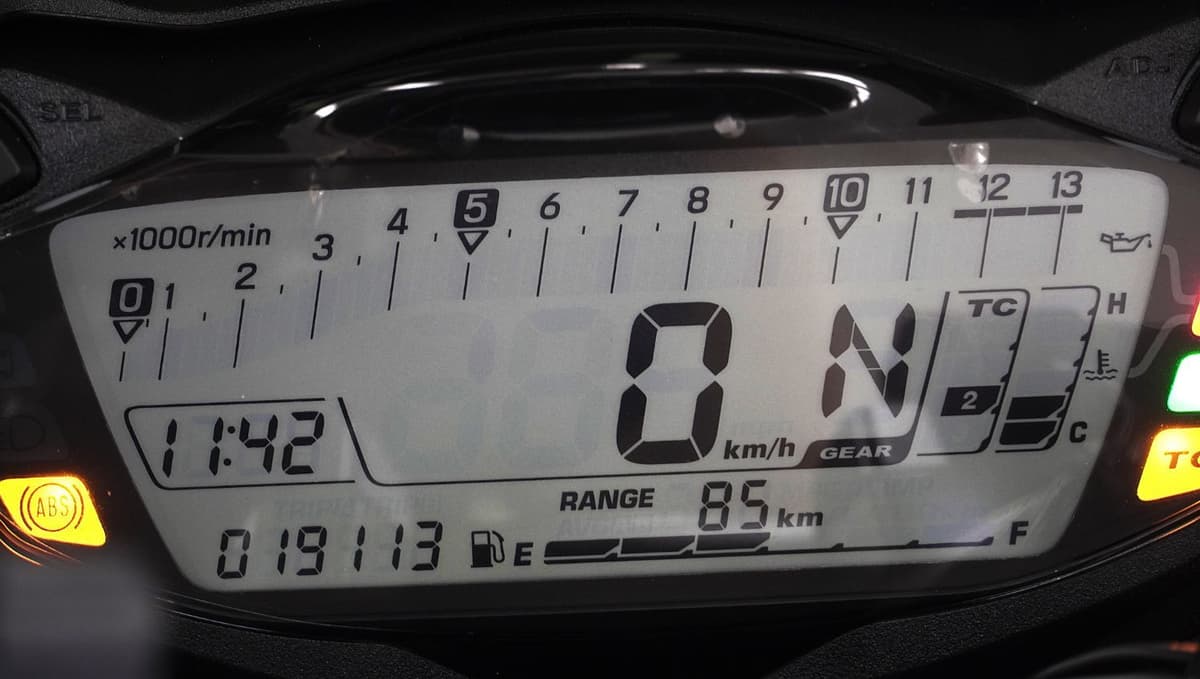 SEL
ADJ
×1000r/min
0 1 2 3 4 5 6 7 8 9 10 11 12 13
TC
H
2
C
11:42
0 km/h
N
GEAR
ABS
TC
RANGE 85 km
019113
E F